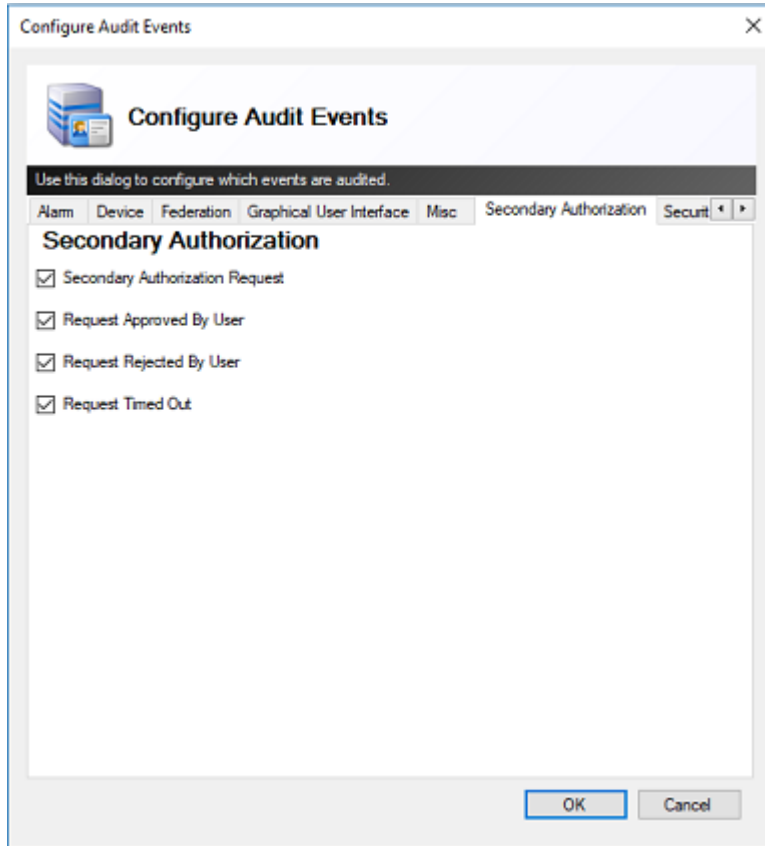 Configure Audit Events
Configure Audit Events
Use this dialog to configure which events are audited.
Alarm Device Federation Graphical User Interface Misc Secondary Authorization Securit
Secondary Authorization
Secondary Authorization Request
Request Approved By User
Request Rejected By User
Request Timed Out
OK Cancel